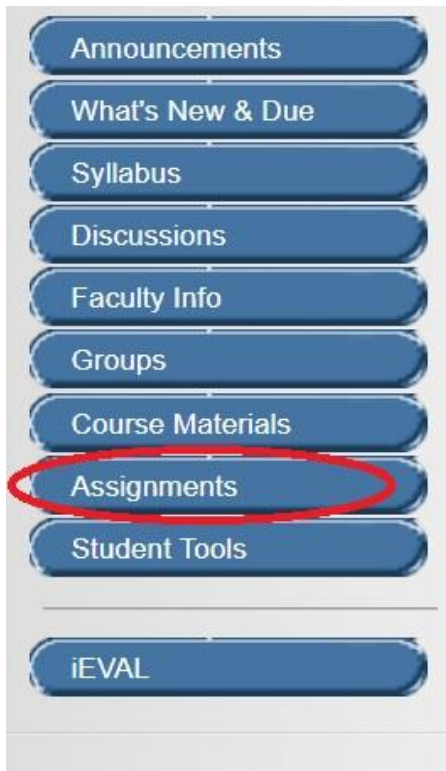 Announcements
What's New & Due
Syllabus
Discussions
Faculty Info
Groups
Course Materials
Assignments
Student Tools
iEVAL